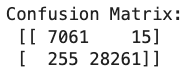 Confusion Matrix:
[[ 7061    15]
[  255 28261]]